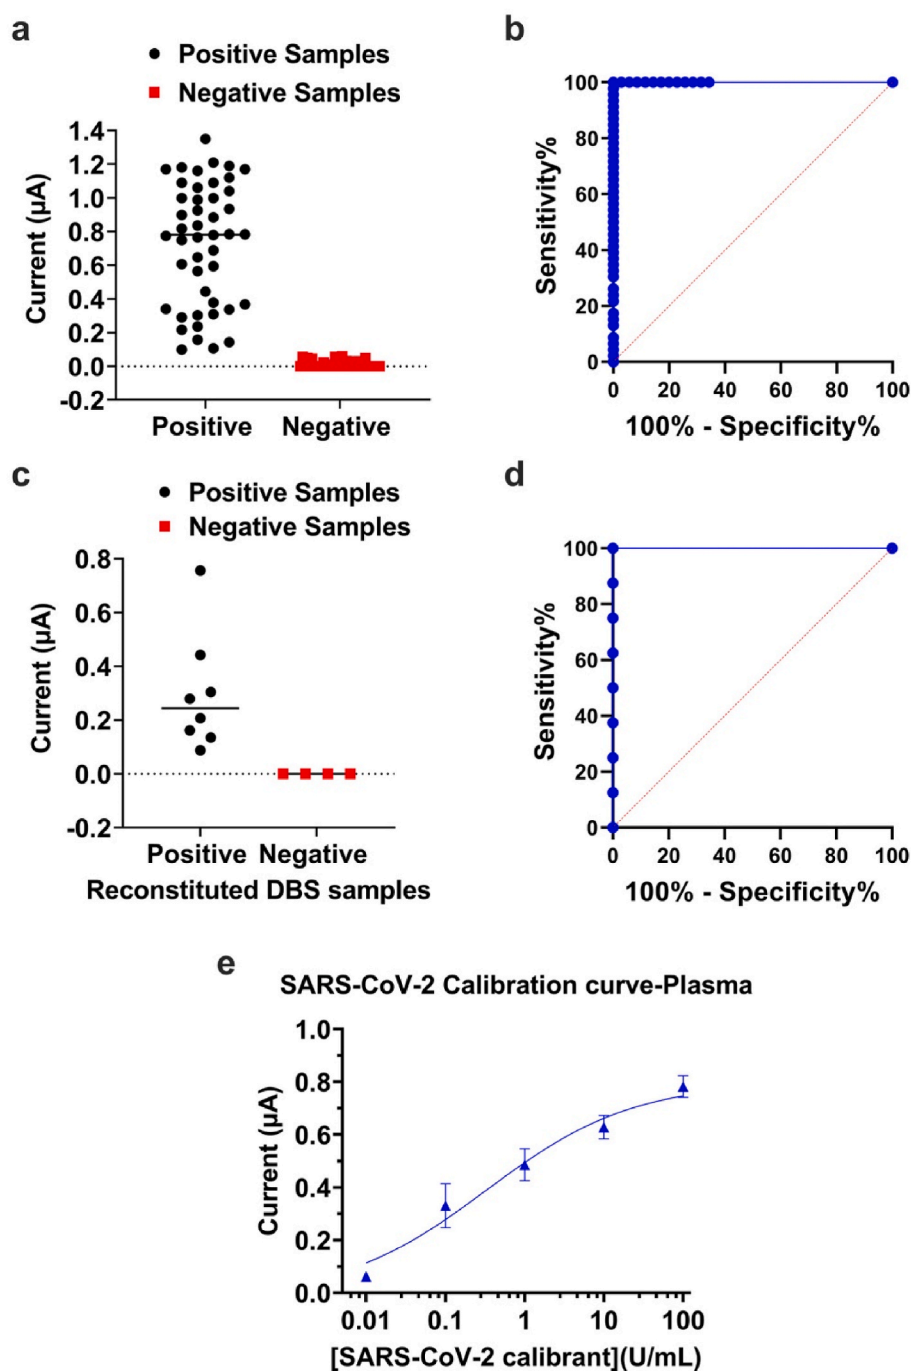 a
Positive Samples
Negative Samples
1.4
1.2
1.0
0.8
0.6
0.4
0.2
0.0
-0.2
Current (µA)
Positive Negative
b
100
80
60
40
20
0
Sensitivity%
0 20 40 60 80 100
100% - Specificity%
c
Positive Samples
Negative Samples
0.8
0.6
0.4
0.2
0.0
-0.2
Current (µA)
Positive Negative
Reconstituted DBS samples
d
100
80
60
40
20
0
Sensitivity%
0 20 40 60 80 100
100% - Specificity%
e
SARS-CoV-2 Calibration curve-Plasma
1.0
0.8
0.6
0.4
0.2
0.0
Current (µA)
0.01 0.1 1 10 100
[SARS-CoV-2 calibrant](U/mL)